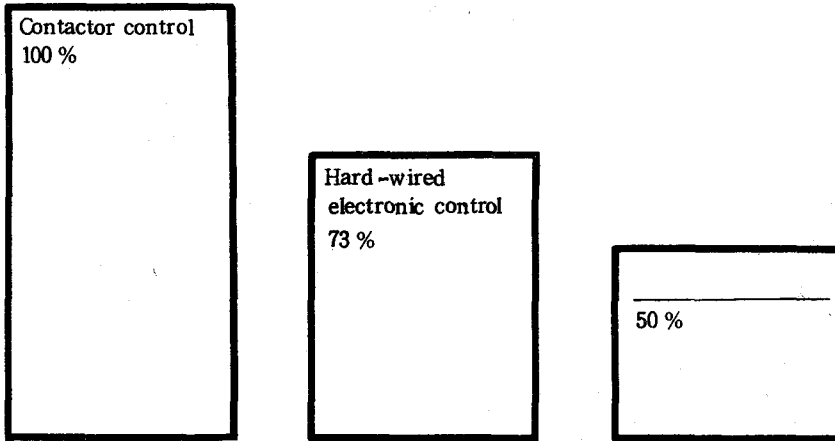 Contactor control
100 %
Hard-wired
electronic control
73 %
50 %